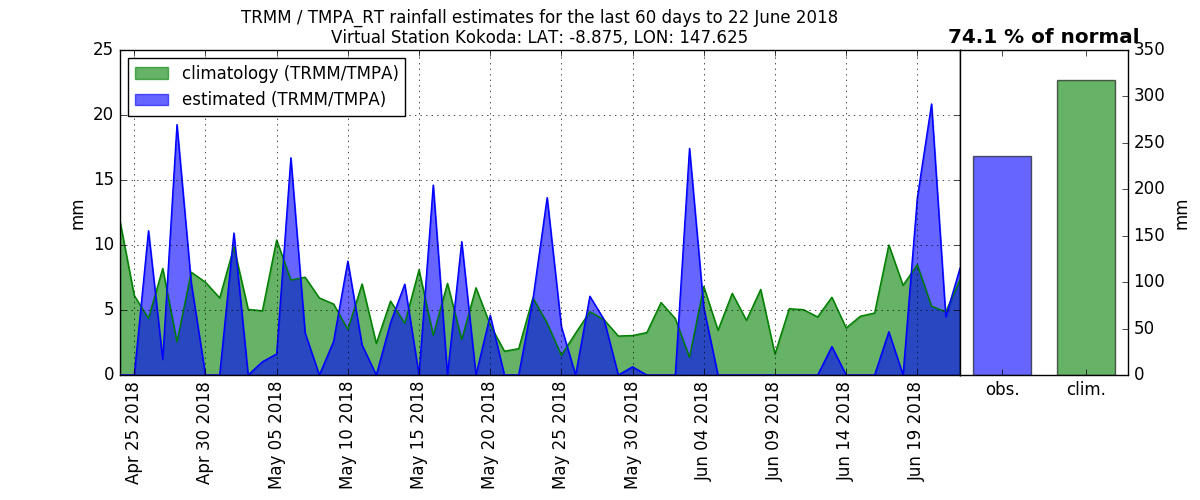 TRMM / TMPA_RT rainfall estimates for the last 60 days to 22 June 2018
Virtual Station Kokoda: LAT: -8.875, LON: 147.625
74.1 % of normal
climatology (TRMM/TMPA)
estimated (TRMM/TMPA)
25
20
15
10
5
0
mm
Apr 25 2018
Apr 30 2018
May 05 2018
May 10 2018
May 15 2018
May 20 2018
May 25 2018
May 30 2018
Jun 04 2018
Jun 09 2018
Jun 14 2018
Jun 19 2018
350
300
250
200
150
100
50
0
mm
obs.
clim.